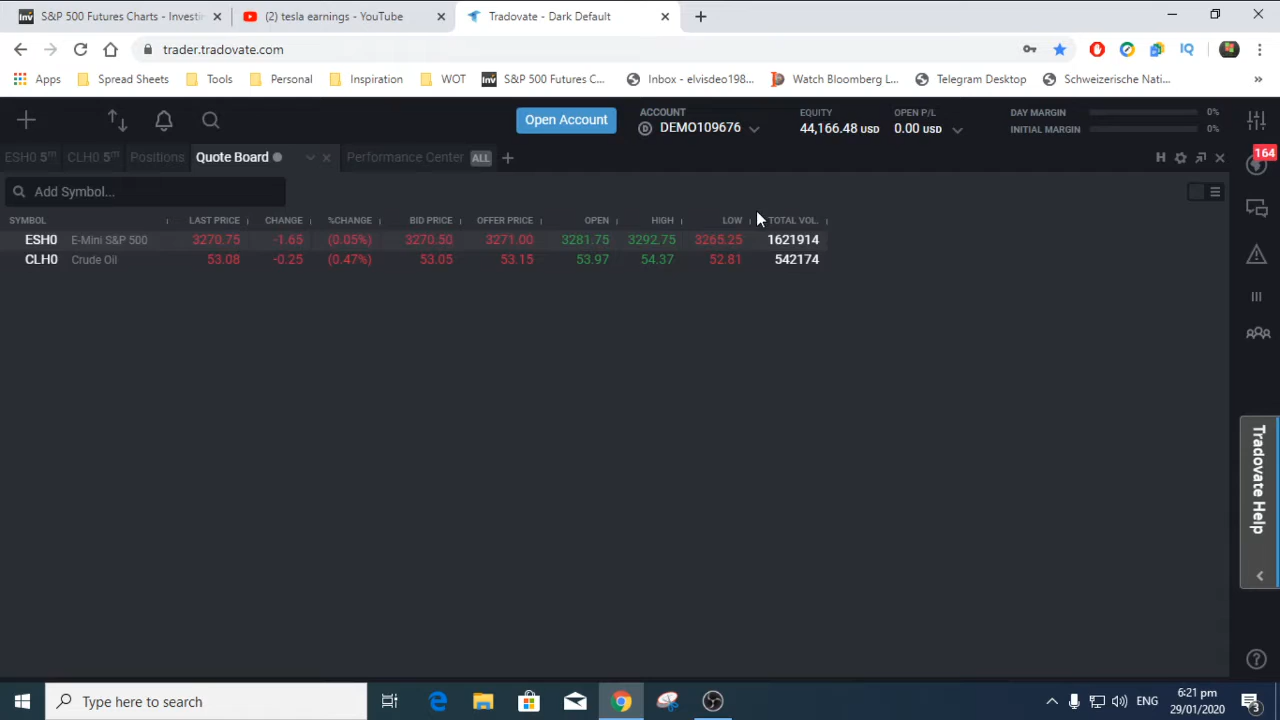 S&P 500 Futures Charts - Investin
(2) tesla earnings - YouTube
Tradovate - Dark Default
trader.tradovate.com
Apps
Spread Sheets
Tools
Personal
Inspiration
WOT
S&P 500 Futures C...
Inbox - elvisdeo198...
Watch Bloomberg L...
Telegram Desktop
Schweizerische Nati...
»
Open Account
ACCOUNT
DEMO109676
EQUITY
44,166.48 USD
OPEN P/L
0.00 USD
DAY MARGIN 0%
INITIAL MARGIN 0%
164
ESH0 5m
CLH0 5m
Positions
Quote Board
Performance Center ALL
H
Add Symbol...
SYMBOL LAST PRICE CHANGE %CHANGE BID PRICE OFFER PRICE OPEN HIGH LOW TOTAL VOL.
ESH0 E-Mini S&P 500 3270.75 -1.65 (0.05%) 3270.50 3271.00 3281.75 3292.75 3265.25 1621914
CLH0 Crude Oil 53.08 -0.25 (0.47%) 53.05 53.15 53.97 54.37 52.81 542174
Tradovate Help
Type here to search
ENG
6:21 pm
29/01/2020
3